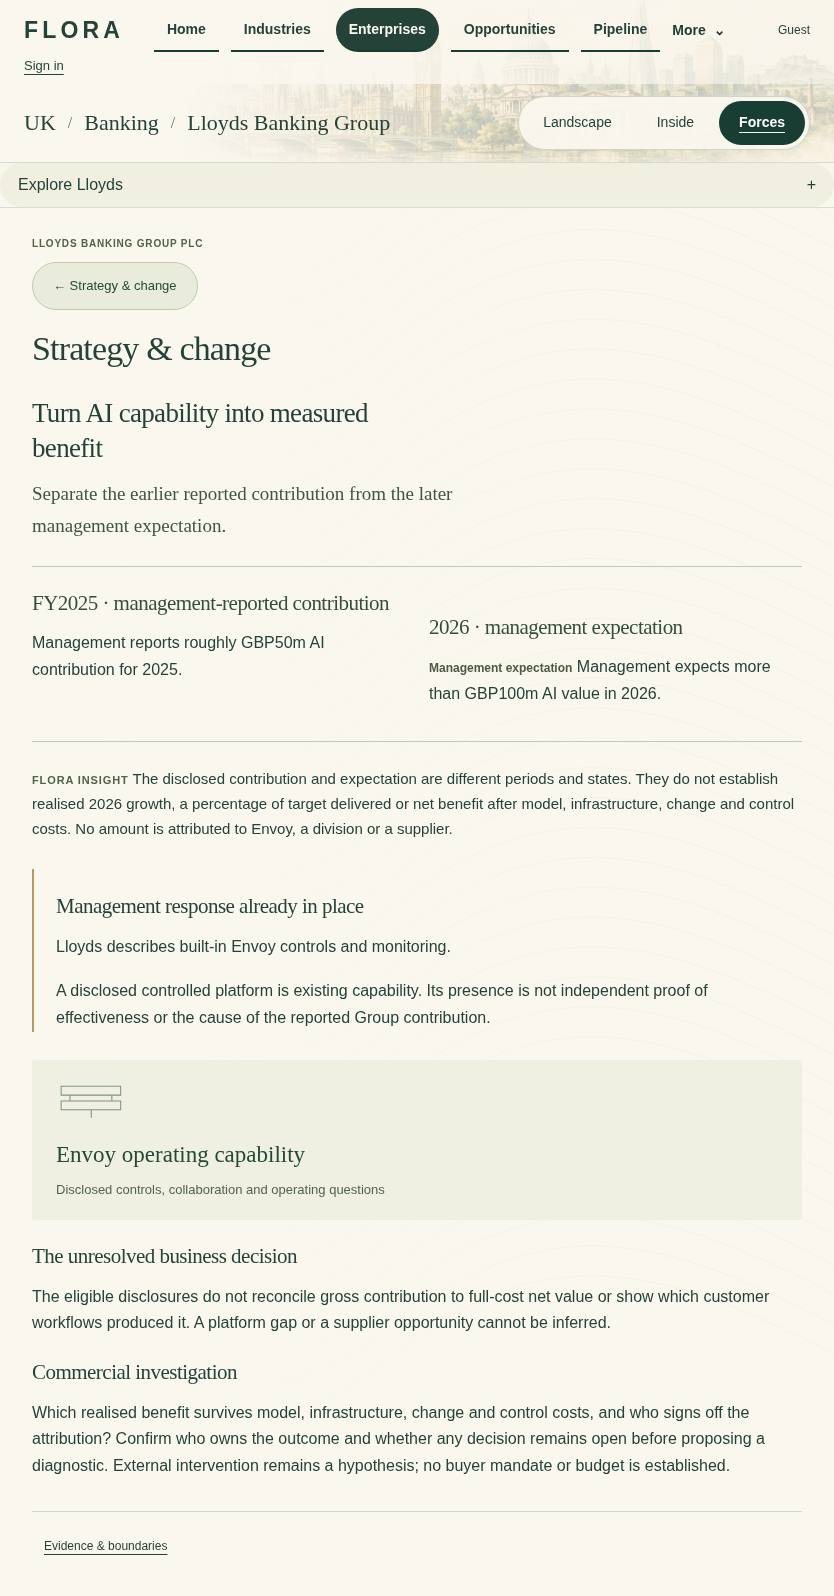 FLORA
Home
Industries
Enterprises
Opportunities
Pipeline
More
Guest
Sign in
UK / Banking / Lloyds Banking Group
Landscape
Inside
Forces
Explore Lloyds +
LLOYDS BANKING GROUP PLC
← Strategy & change
Strategy & change
Turn AI capability into measured
benefit
Separate the earlier reported contribution from the later
management expectation.
FY2025 · management-reported contribution
Management reports roughly GBP50m AI
contribution for 2025.
2026 · management expectation
Management expectation Management expects more
than GBP100m AI value in 2026.
FLORA INSIGHT The disclosed contribution and expectation are different periods and states. They do not establish
realised 2026 growth, a percentage of target delivered or net benefit after model, infrastructure, change and control
costs. No amount is attributed to Envoy, a division or a supplier.
Management response already in place
Lloyds describes built-in Envoy controls and monitoring.
A disclosed controlled platform is existing capability. Its presence is not independent proof of
effectiveness or the cause of the reported Group contribution.
Envoy operating capability
Disclosed controls, collaboration and operating questions
The unresolved business decision
The eligible disclosures do not reconcile gross contribution to full-cost net value or show which customer
workflows produced it. A platform gap or a supplier opportunity cannot be inferred.
Commercial investigation
Which realised benefit survives model, infrastructure, change and control costs, and who signs off the
attribution? Confirm who owns the outcome and whether any decision remains open before proposing a
diagnostic. External intervention remains a hypothesis; no buyer mandate or budget is established.
Evidence & boundaries